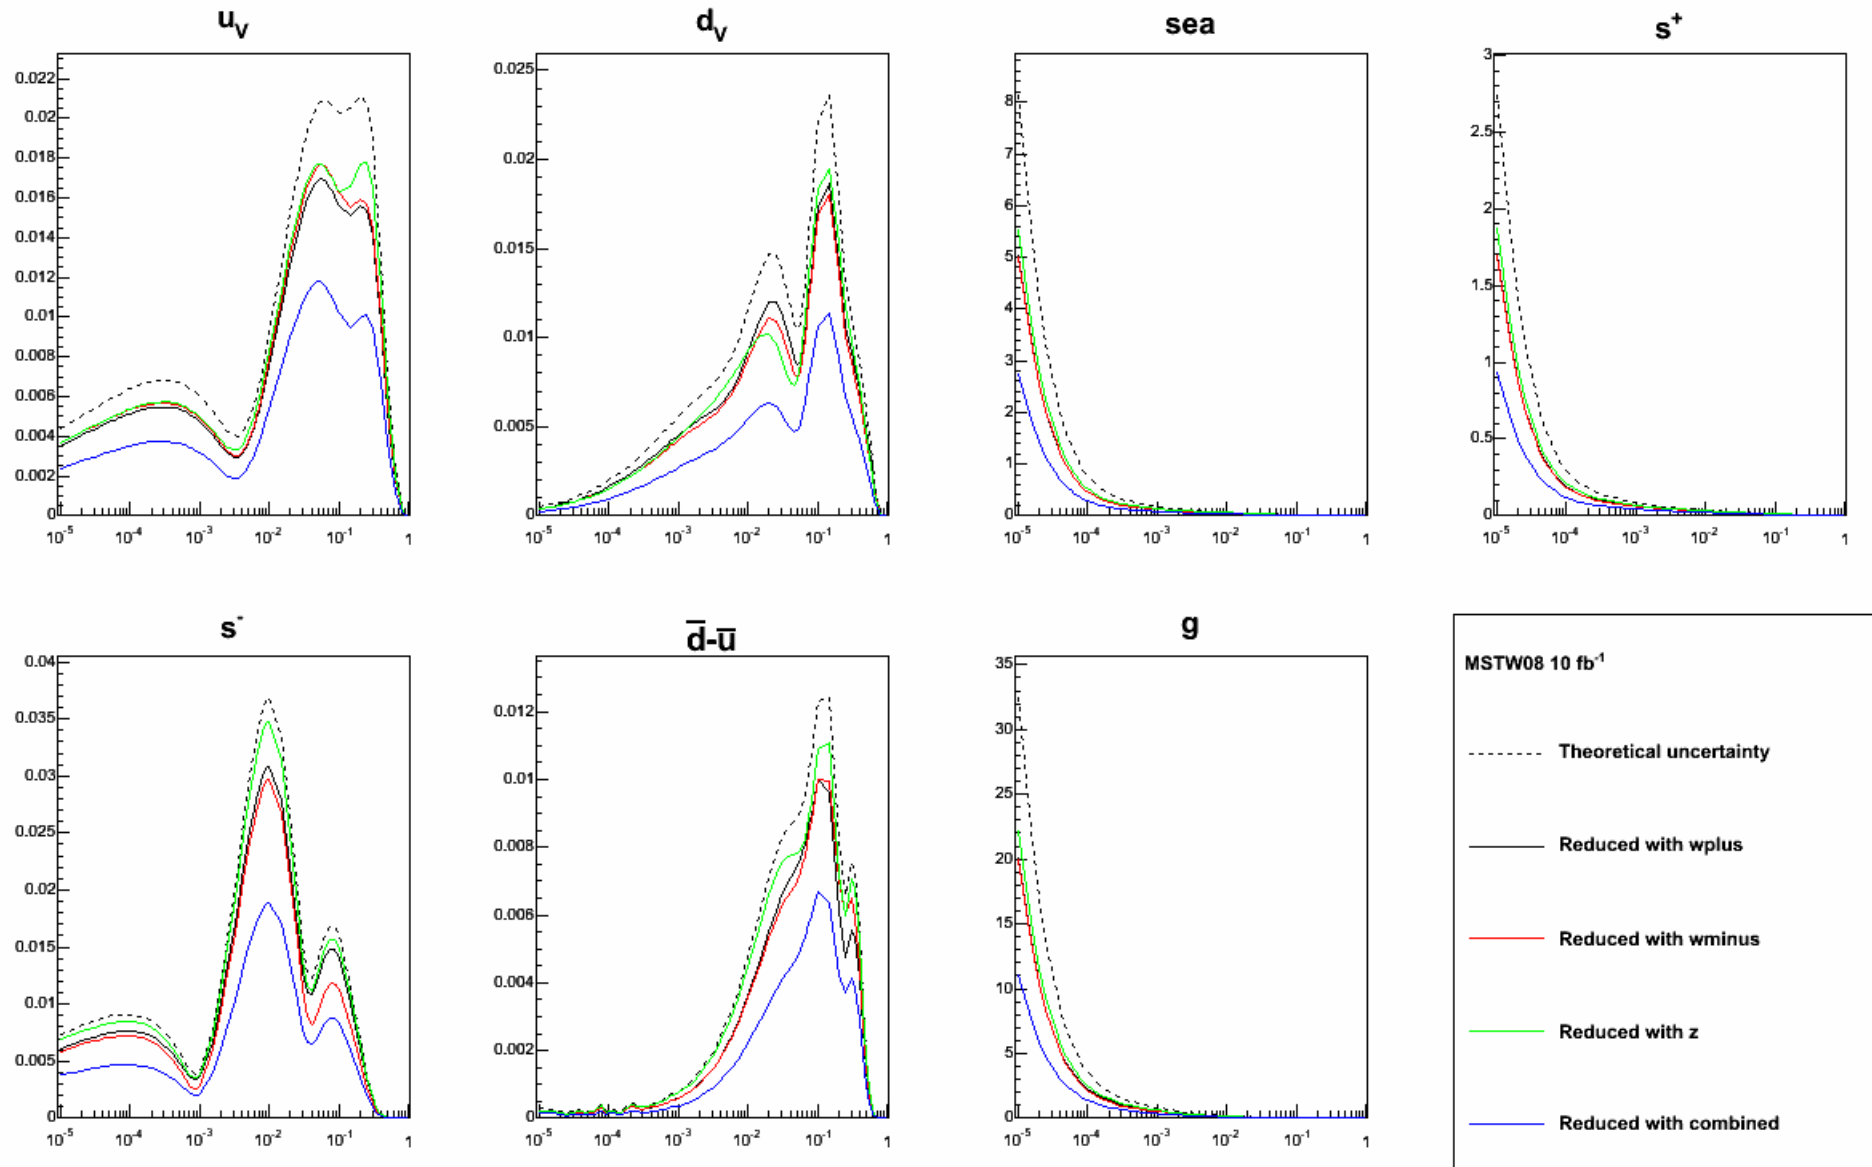 u_V
0.022
0.02
0.018
0.016
0.014
0.012
0.01
0.008
0.006
0.004
0.002
0
10⁻⁵ 10⁻⁴ 10⁻³ 10⁻² 10⁻¹ 1
d_V
0.025
0.02
0.015
0.01
0.005
0
10⁻⁵ 10⁻⁴ 10⁻³ 10⁻² 10⁻¹ 1
sea
8
7
6
5
4
3
2
1
0
10⁻⁵ 10⁻⁴ 10⁻³ 10⁻² 10⁻¹ 1
s⁺
3
2.5
2
1.5
1
0.5
0
10⁻⁵ 10⁻⁴ 10⁻³ 10⁻² 10⁻¹ 1
s⁻
0.04
0.035
0.03
0.025
0.02
0.015
0.01
0.005
0
10⁻⁵ 10⁻⁴ 10⁻³ 10⁻² 10⁻¹ 1
d̅-u̅
0.012
0.01
0.008
0.006
0.004
0.002
0
10⁻⁵ 10⁻⁴ 10⁻³ 10⁻² 10⁻¹ 1
g
35
30
25
20
15
10
5
0
10⁻⁵ 10⁻⁴ 10⁻³ 10⁻² 10⁻¹ 1
MSTW08 10 fb⁻¹
Theoretical uncertainty
Reduced with wplus
Reduced with wminus
Reduced with z
Reduced with combined